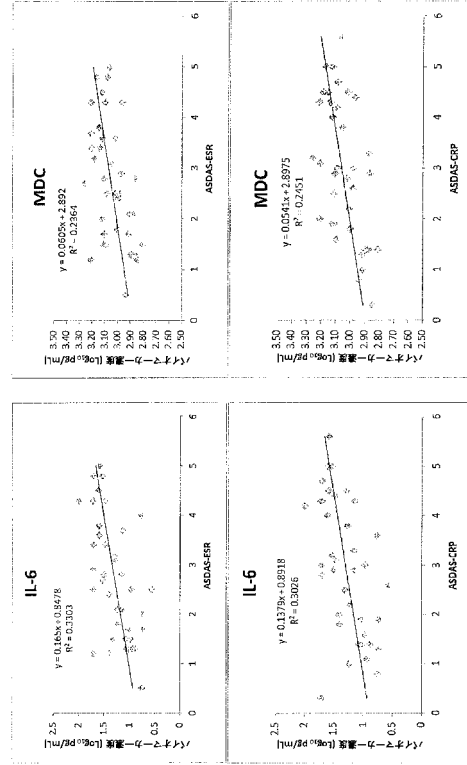 IL-6
バイオマーカー濃度 (Log₁₀ pg/mL)
2.5
2
1.5
1
0.5
0
y = 0.165x + 0.8478
R² = 0.3303
0 1 2 3 4 5 6
ASDAS-ESR
MDC
バイオマーカー濃度 (Log₁₀ pg/mL)
3.50
3.40
3.30
3.20
3.10
3.00
2.90
2.80
2.70
2.60
2.50
y = 0.0605x + 2.892
R² = 0.2364
0 1 2 3 4 5 6
ASDAS-ESR
IL-6
バイオマーカー濃度 (Log₁₀ pg/mL)
2.5
2
1.5
1
0.5
0
y = 0.1379x + 0.8918
R² = 0.3026
0 1 2 3 4 5 6
ASDAS-CRP
MDC
バイオマーカー濃度 (Log₁₀ pg/mL)
3.50
3.40
3.30
3.20
3.10
3.00
2.90
2.80
2.70
2.60
2.50
y = 0.0541x + 2.8975
R² = 0.2451
0 1 2 3 4 5 6
ASDAS-CRP